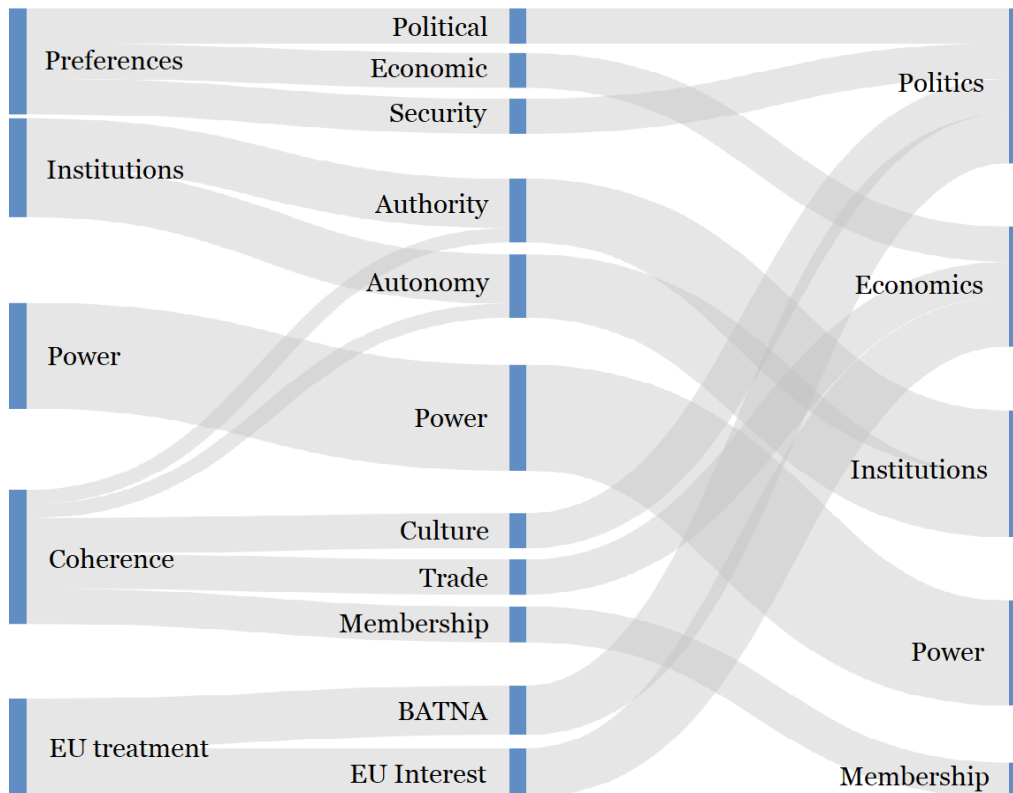 Preferences
Institutions
Power
Coherence
EU treatment
Political
Economic
Security
Authority
Autonomy
Power
Culture
Trade
Membership
BATNA
EU Interest
Politics
Economics
Institutions
Power
Membership